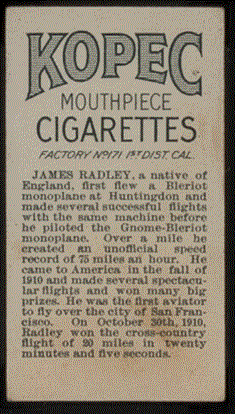 KOPEC
MOUTHPIECE
CIGARETTES
FACTORY Nº171 1ST DIST. CAL.
JAMES RADLEY, a native of
England, first flew a Bleriot
monoplane at Huntingdon and
made several successful flights
with the same machine before
he piloted the Gnome-Bleriot
monoplane. Over a mile he
created an unofficial speed
record of 75 miles an hour. He
came to America in the fall of
1910 and made several spectacu-
lar flights and won many big
prizes. He was the first aviator
to fly over the city of San Fran-
cisco. On October 30th, 1910,
Radley won the cross-country
flight of 20 miles in twenty
minutes and five seconds.